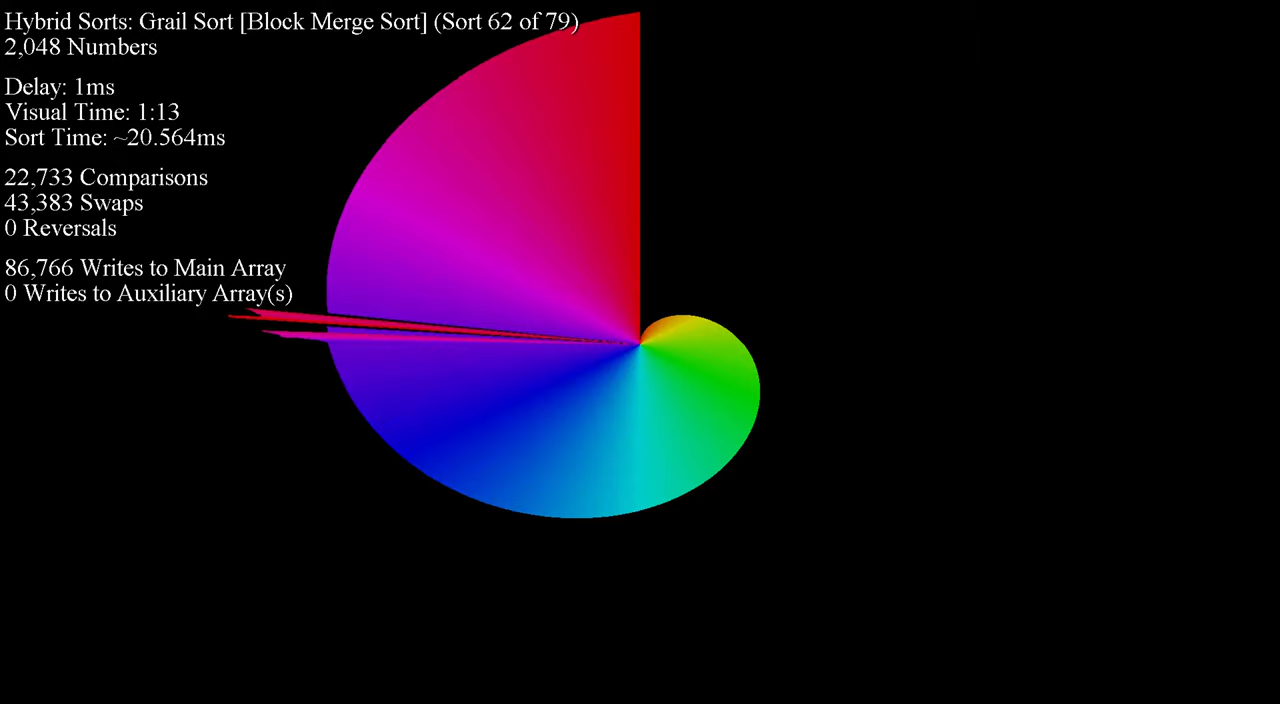 Hybrid Sorts: Grail Sort [Block Merge Sort] (Sort 62 of 79)
2,048 Numbers
Delay: 1ms
Visual Time: 1:13
Sort Time: ~20.564ms
22,733 Comparisons
43,383 Swaps
0 Reversals
86,766 Writes to Main Array
0 Writes to Auxiliary Array(s)